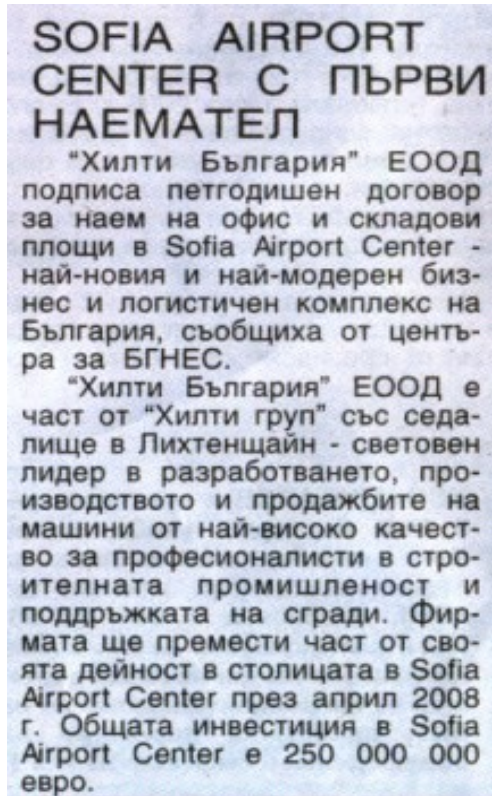 SOFIA AIRPORT
CENTER С ПЪРВИ
НАЕМАТЕЛ
"Хилти България" ЕООД
подписа петгодишен договор
за наем на офис и складови
площи в Sofia Airport Center -
най-новия и най-модерен биз-
нес и логистичен комплекс на
България, съобщиха от центъ-
ра за БГНЕС.
"Хилти България" ЕООД е
част от "Хилти груп" със седа-
лище в Лихтенщайн - световен
лидер в разработването, про-
изводството и продажбите на
машини от най-високо качест-
во за професионалисти в стро-
ителната промишленост и
поддръжката на сгради. Фир-
мата ще премести част от сво-
ята дейност в столицата в Sofia
Airport Center през април 2008
г. Общата инвестиция в Sofia
Airport Center е 250 000 000
евро.